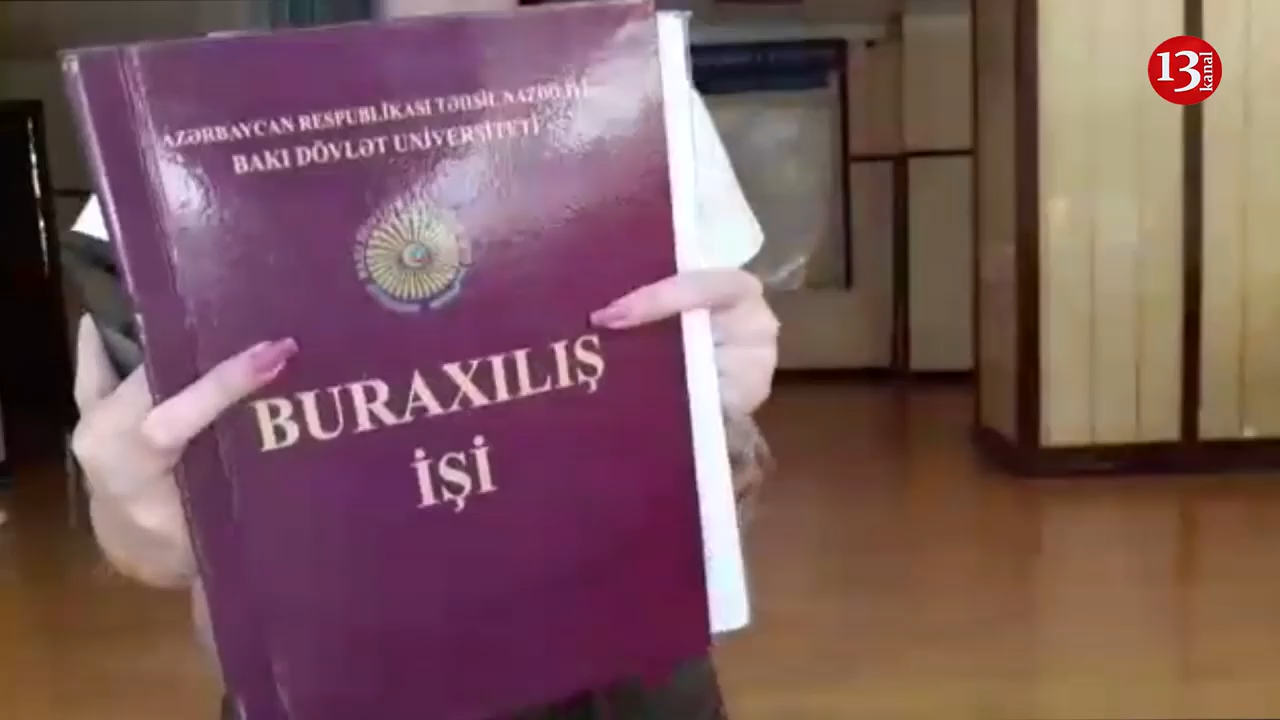 AZƏRBAYCAN RESPUBLİKASI TƏHSİL NAZİRLİYİ
BAKI DÖVLƏT UNİVERSİTETİ
BURAXILIŞ
İŞİ
13
kanal